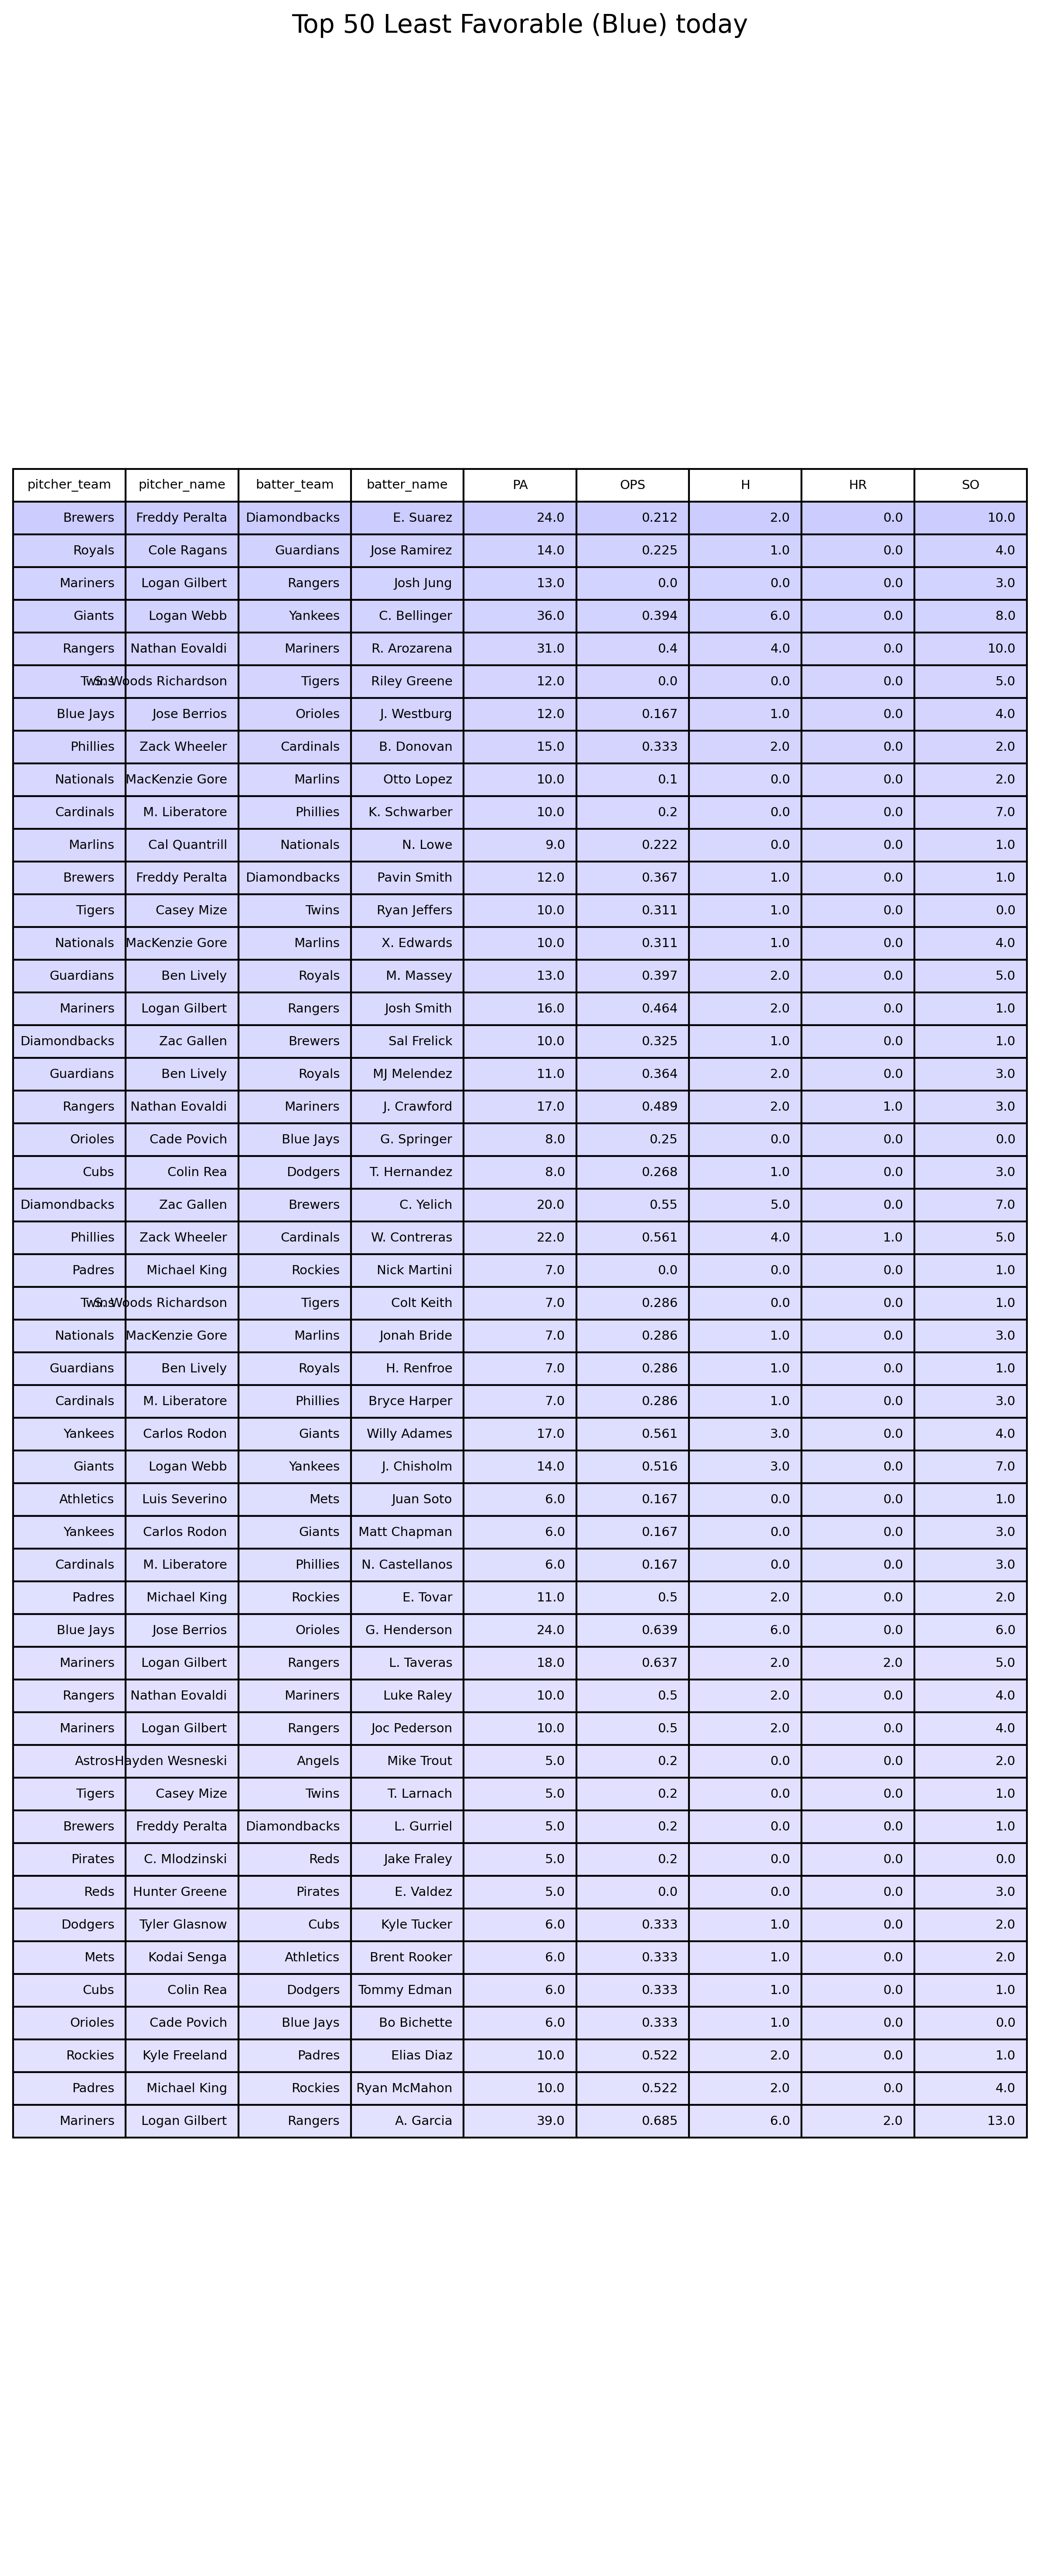 Top 50 Least Favorable (Blue) today
pitcher_team pitcher_name batter_team batter_name PA OPS H HR SO
Brewers Freddy Peralta Diamondbacks E. Suarez 24.0 0.212 2.0 0.0 10.0
Royals Cole Ragans Guardians Jose Ramirez 14.0 0.225 1.0 0.0 4.0
Mariners Logan Gilbert Rangers Josh Jung 13.0 0.0 0.0 0.0 3.0
Giants Logan Webb Yankees C. Bellinger 36.0 0.394 6.0 0.0 8.0
Rangers Nathan Eovaldi Mariners R. Arozarena 31.0 0.4 4.0 0.0 10.0
Twins S. Woods Richardson Tigers Riley Greene 12.0 0.0 0.0 0.0 5.0
Blue Jays Jose Berrios Orioles J. Westburg 12.0 0.167 1.0 0.0 4.0
Phillies Zack Wheeler Cardinals B. Donovan 15.0 0.333 2.0 0.0 2.0
Nationals MacKenzie Gore Marlins Otto Lopez 10.0 0.1 0.0 0.0 2.0
Cardinals M. Liberatore Phillies K. Schwarber 10.0 0.2 0.0 0.0 7.0
Marlins Cal Quantrill Nationals N. Lowe 9.0 0.222 0.0 0.0 1.0
Brewers Freddy Peralta Diamondbacks Pavin Smith 12.0 0.367 1.0 0.0 1.0
Tigers Casey Mize Twins Ryan Jeffers 10.0 0.311 1.0 0.0 0.0
Nationals MacKenzie Gore Marlins X. Edwards 10.0 0.311 1.0 0.0 4.0
Guardians Ben Lively Royals M. Massey 13.0 0.397 2.0 0.0 5.0
Mariners Logan Gilbert Rangers Josh Smith 16.0 0.464 2.0 0.0 1.0
Diamondbacks Zac Gallen Brewers Sal Frelick 10.0 0.325 1.0 0.0 1.0
Guardians Ben Lively Royals MJ Melendez 11.0 0.364 2.0 0.0 3.0
Rangers Nathan Eovaldi Mariners J. Crawford 17.0 0.489 2.0 1.0 3.0
Orioles Cade Povich Blue Jays G. Springer 8.0 0.25 0.0 0.0 0.0
Cubs Colin Rea Dodgers T. Hernandez 8.0 0.268 1.0 0.0 3.0
Diamondbacks Zac Gallen Brewers C. Yelich 20.0 0.55 5.0 0.0 7.0
Phillies Zack Wheeler Cardinals W. Contreras 22.0 0.561 4.0 1.0 5.0
Padres Michael King Rockies Nick Martini 7.0 0.0 0.0 0.0 1.0
Twins S. Woods Richardson Tigers Colt Keith 7.0 0.286 0.0 0.0 1.0
Nationals MacKenzie Gore Marlins Jonah Bride 7.0 0.286 1.0 0.0 3.0
Guardians Ben Lively Royals H. Renfroe 7.0 0.286 1.0 0.0 1.0
Cardinals M. Liberatore Phillies Bryce Harper 7.0 0.286 1.0 0.0 3.0
Yankees Carlos Rodon Giants Willy Adames 17.0 0.561 3.0 0.0 4.0
Giants Logan Webb Yankees J. Chisholm 14.0 0.516 3.0 0.0 7.0
Athletics Luis Severino Mets Juan Soto 6.0 0.167 0.0 0.0 1.0
Yankees Carlos Rodon Giants Matt Chapman 6.0 0.167 0.0 0.0 3.0
Cardinals M. Liberatore Phillies N. Castellanos 6.0 0.167 0.0 0.0 3.0
Padres Michael King Rockies E. Tovar 11.0 0.5 2.0 0.0 2.0
Blue Jays Jose Berrios Orioles G. Henderson 24.0 0.639 6.0 0.0 6.0
Mariners Logan Gilbert Rangers L. Taveras 18.0 0.637 2.0 2.0 5.0
Rangers Nathan Eovaldi Mariners Luke Raley 10.0 0.5 2.0 0.0 4.0
Mariners Logan Gilbert Rangers Joc Pederson 10.0 0.5 2.0 0.0 4.0
Astros Hayden Wesneski Angels Mike Trout 5.0 0.2 0.0 0.0 2.0
Tigers Casey Mize Twins T. Larnach 5.0 0.2 0.0 0.0 1.0
Brewers Freddy Peralta Diamondbacks L. Gurriel 5.0 0.2 0.0 0.0 1.0
Pirates C. Mlodzinski Reds Jake Fraley 5.0 0.2 0.0 0.0 0.0
Reds Hunter Greene Pirates E. Valdez 5.0 0.0 0.0 0.0 3.0
Dodgers Tyler Glasnow Cubs Kyle Tucker 6.0 0.333 1.0 0.0 2.0
Mets Kodai Senga Athletics Brent Rooker 6.0 0.333 1.0 0.0 2.0
Cubs Colin Rea Dodgers Tommy Edman 6.0 0.333 1.0 0.0 1.0
Orioles Cade Povich Blue Jays Bo Bichette 6.0 0.333 1.0 0.0 0.0
Rockies Kyle Freeland Padres Elias Diaz 10.0 0.522 2.0 0.0 1.0
Padres Michael King Rockies Ryan McMahon 10.0 0.522 2.0 0.0 4.0
Mariners Logan Gilbert Rangers A. Garcia 39.0 0.685 6.0 2.0 13.0